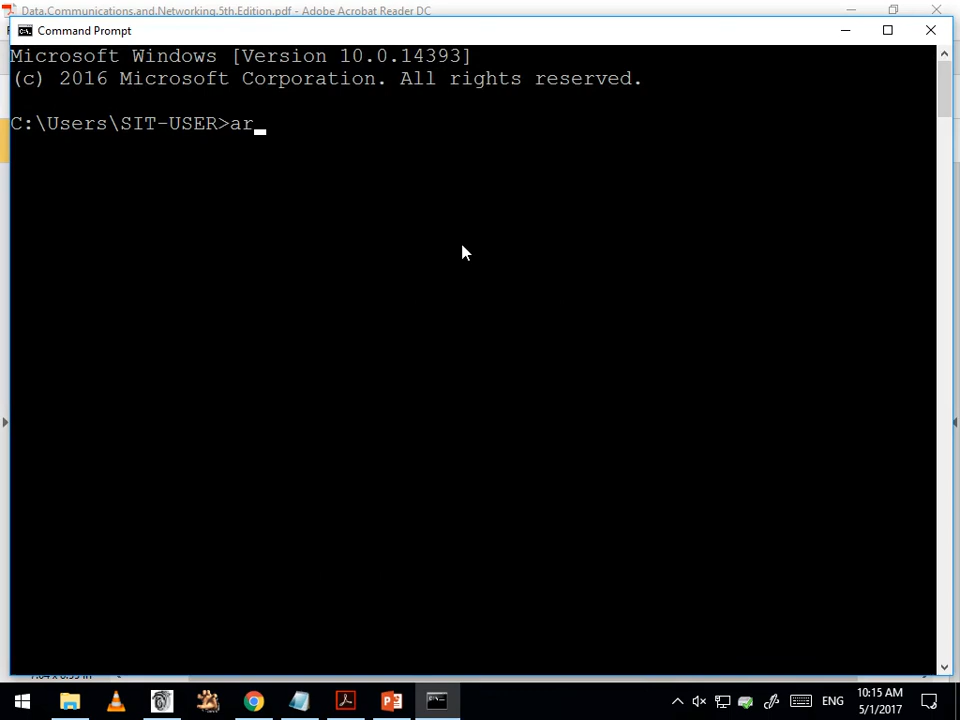 Data.Communications.and.Networking.5th.Edition.pdf - Adobe Acrobat Reader DC
Command Prompt
Microsoft Windows [Version 10.0.14393]
(c) 2016 Microsoft Corporation. All rights reserved.
C:\Users\SIT-USER>ar
ENG
10:15 AM
5/1/2017